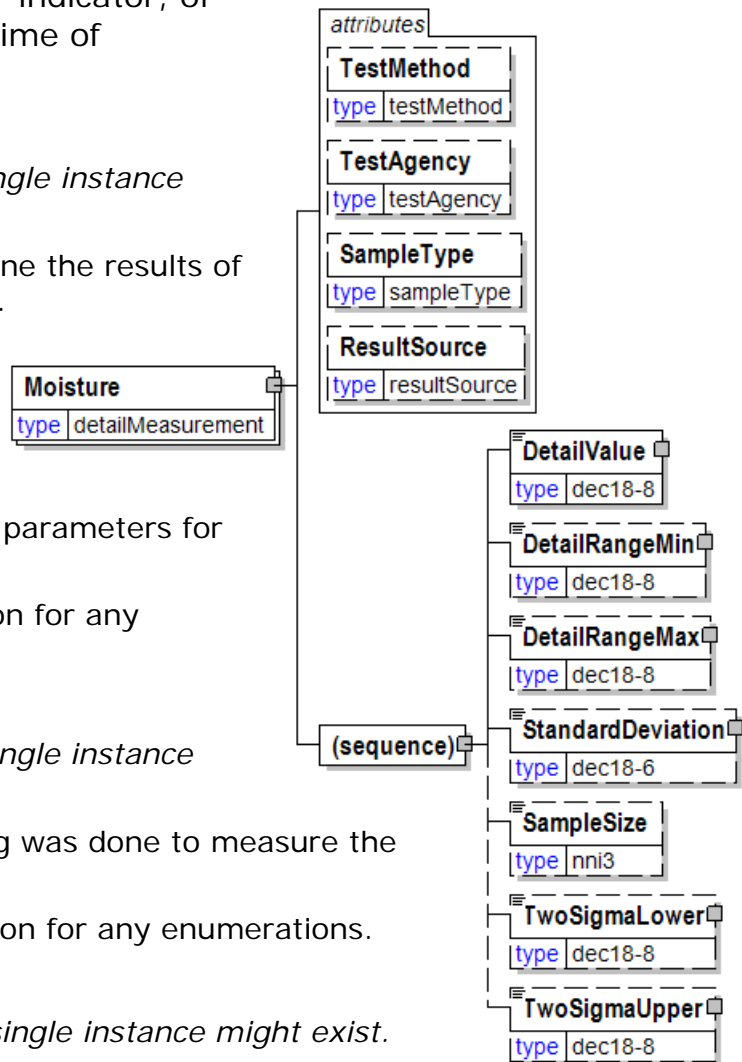 indicator, or
ime of
ngle instance
ne the results of
.
parameters for
on for any
ngle instance
g was done to measure the
on for any enumerations.
single instance might exist.
Moisture
type detailMeasurement
attributes
TestMethod
type testMethod
TestAgency
type testAgency
SampleType
type sampleType
ResultSource
type resultSource
(sequence)
DetailValue
type dec18-8
DetailRangeMin
type dec18-8
DetailRangeMax
type dec18-8
StandardDeviation
type dec18-6
SampleSize
type nni3
TwoSigmaLower
type dec18-8
TwoSigmaUpper
type dec18-8